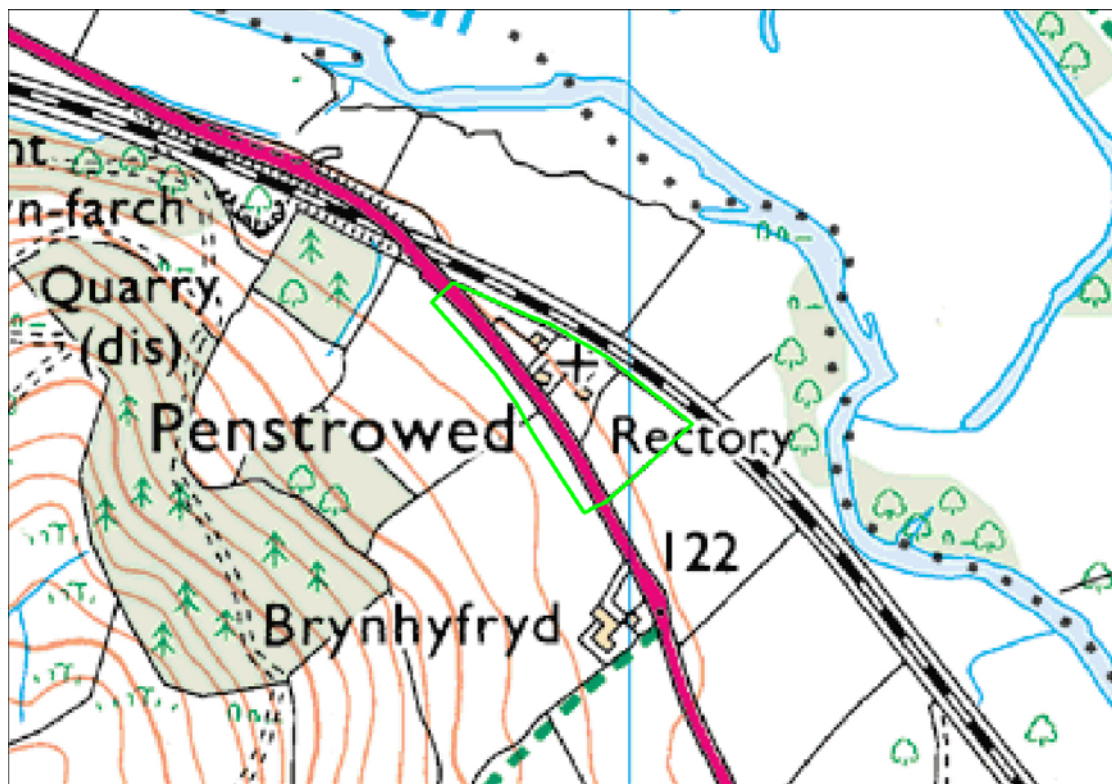 nt
yn-farch
Quarry
(dis)
Penstrowed
Rectory
122
Brynhyfryd